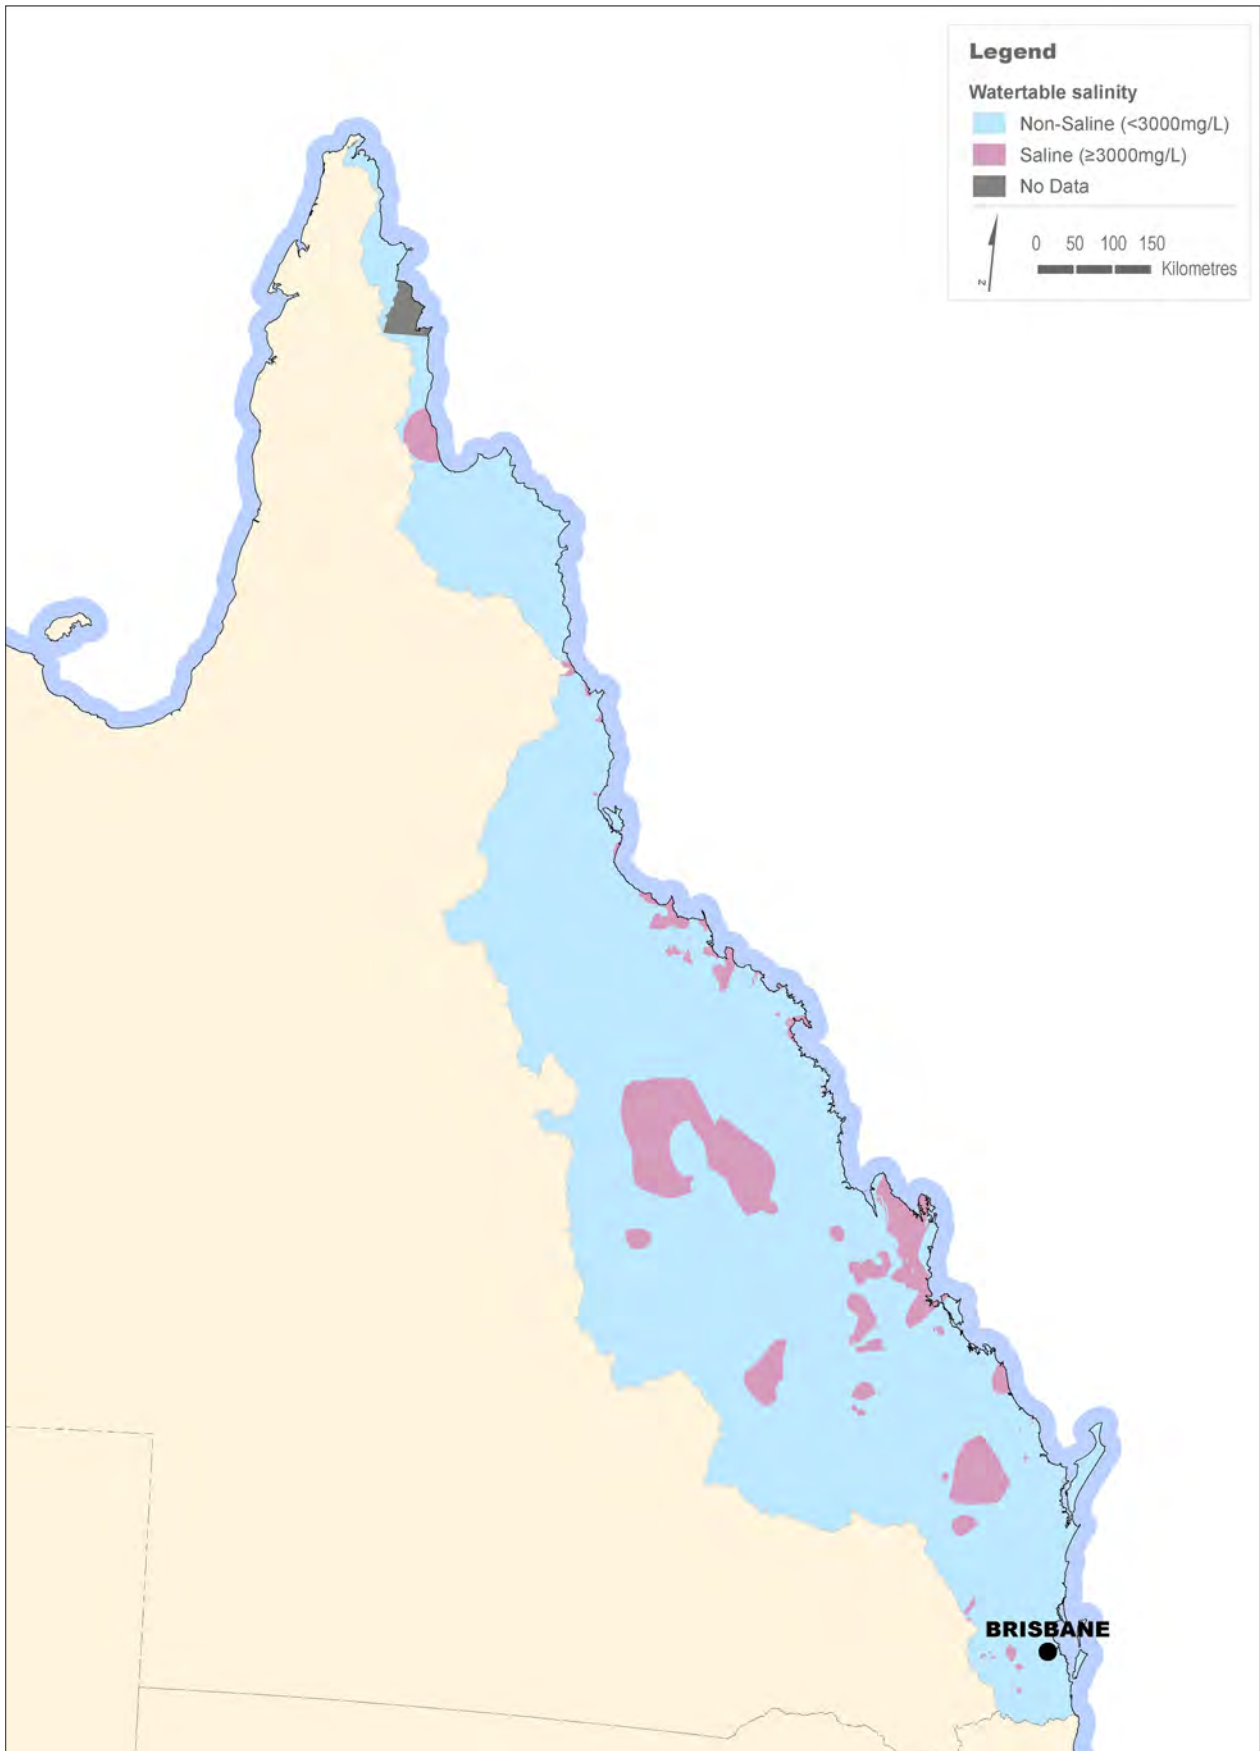 Legend
Watertable salinity
Non-Saline (<3000mg/L)
Saline (≥3000mg/L)
No Data
0 50 100 150
Kilometres
N
BRISBANE